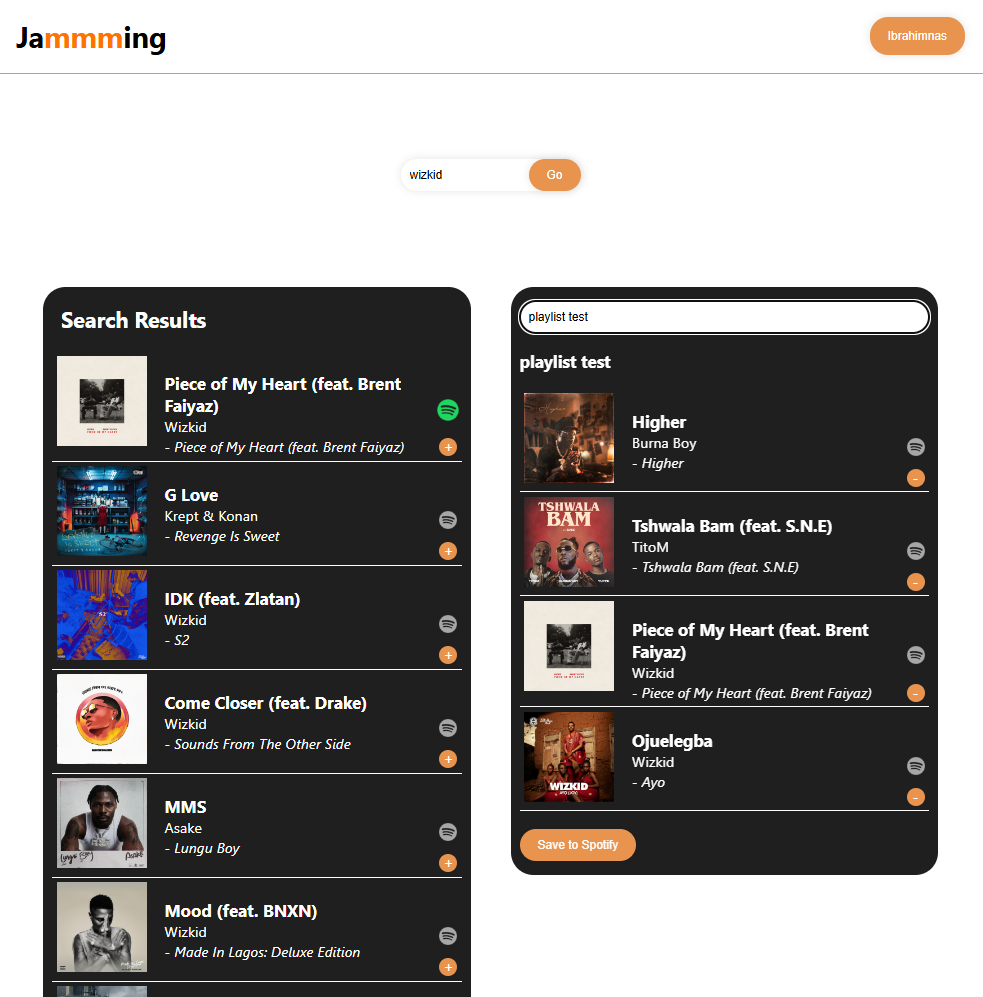 Jammming
Ibrahimnas
wizkid
Go
Search Results
Piece of My Heart (feat. Brent
Faiyaz)
Wizkid
- Piece of My Heart (feat. Brent Faiyaz)
+
G Love
Krept & Konan
- Revenge Is Sweet
+
IDK (feat. Zlatan)
Wizkid
- S2
+
Come Closer (feat. Drake)
Wizkid
- Sounds From The Other Side
+
MMS
Asake
- Lungu Boy
+
Lungu Boy
Asake
Mood (feat. BNXN)
Wizkid
- Made In Lagos: Deluxe Edition
+
playlist test
playlist test
Higher
Burna Boy
- Higher
-
TSHWALA
BAM
Tshwala Bam (feat. S.N.E)
TitoM
- Tshwala Bam (feat. S.N.E)
-
Piece of My Heart (feat. Brent
Faiyaz)
Wizkid
- Piece of My Heart (feat. Brent Faiyaz)
-
WIZKID
Ojuelegba
Wizkid
- Ayo
-
Save to Spotify